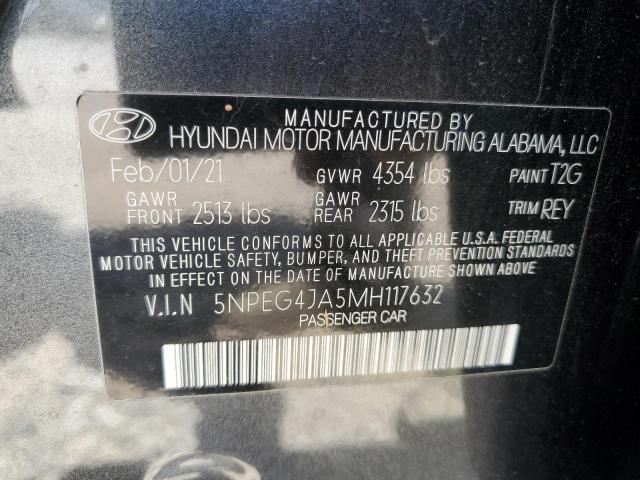 MANUFACTURED BY
HYUNDAI MOTOR MANUFACTURING ALABAMA, LLC
Feb/01/21 GVWR 4354 lbs PAINT T2G
GAWR FRONT 2513 lbs GAWR REAR 2315 lbs TRIM REY
THIS VEHICLE CONFORMS TO ALL APPLICABLE U.S.A. FEDERAL
MOTOR VEHICLE SAFETY, BUMPER, AND THEFT PREVENTION STANDARDS
IN EFFECT ON THE DATE OF MANUFACTURE SHOWN ABOVE.
V.I.N 5NPEG4JA5MH117632
PASSENGER CAR